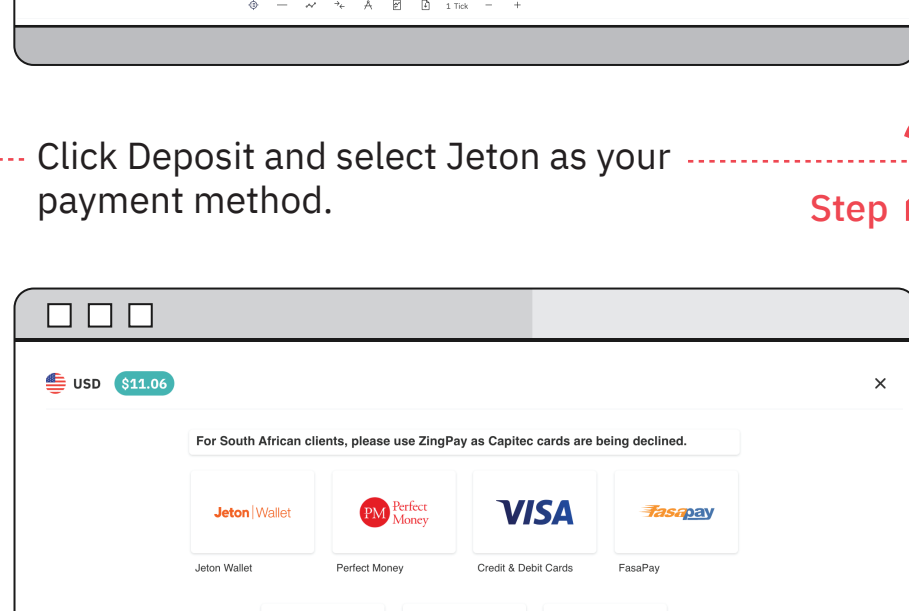 1 Tick
Click Deposit and select Jeton as your
payment method.
Step
USD $11.06
For South African clients, please use ZingPay as Capitec cards are being declined.
Jeton Wallet
PM Perfect
Money
VISA
fasapay
Jeton Wallet
Perfect Money
Credit & Debit Cards
FasaPay